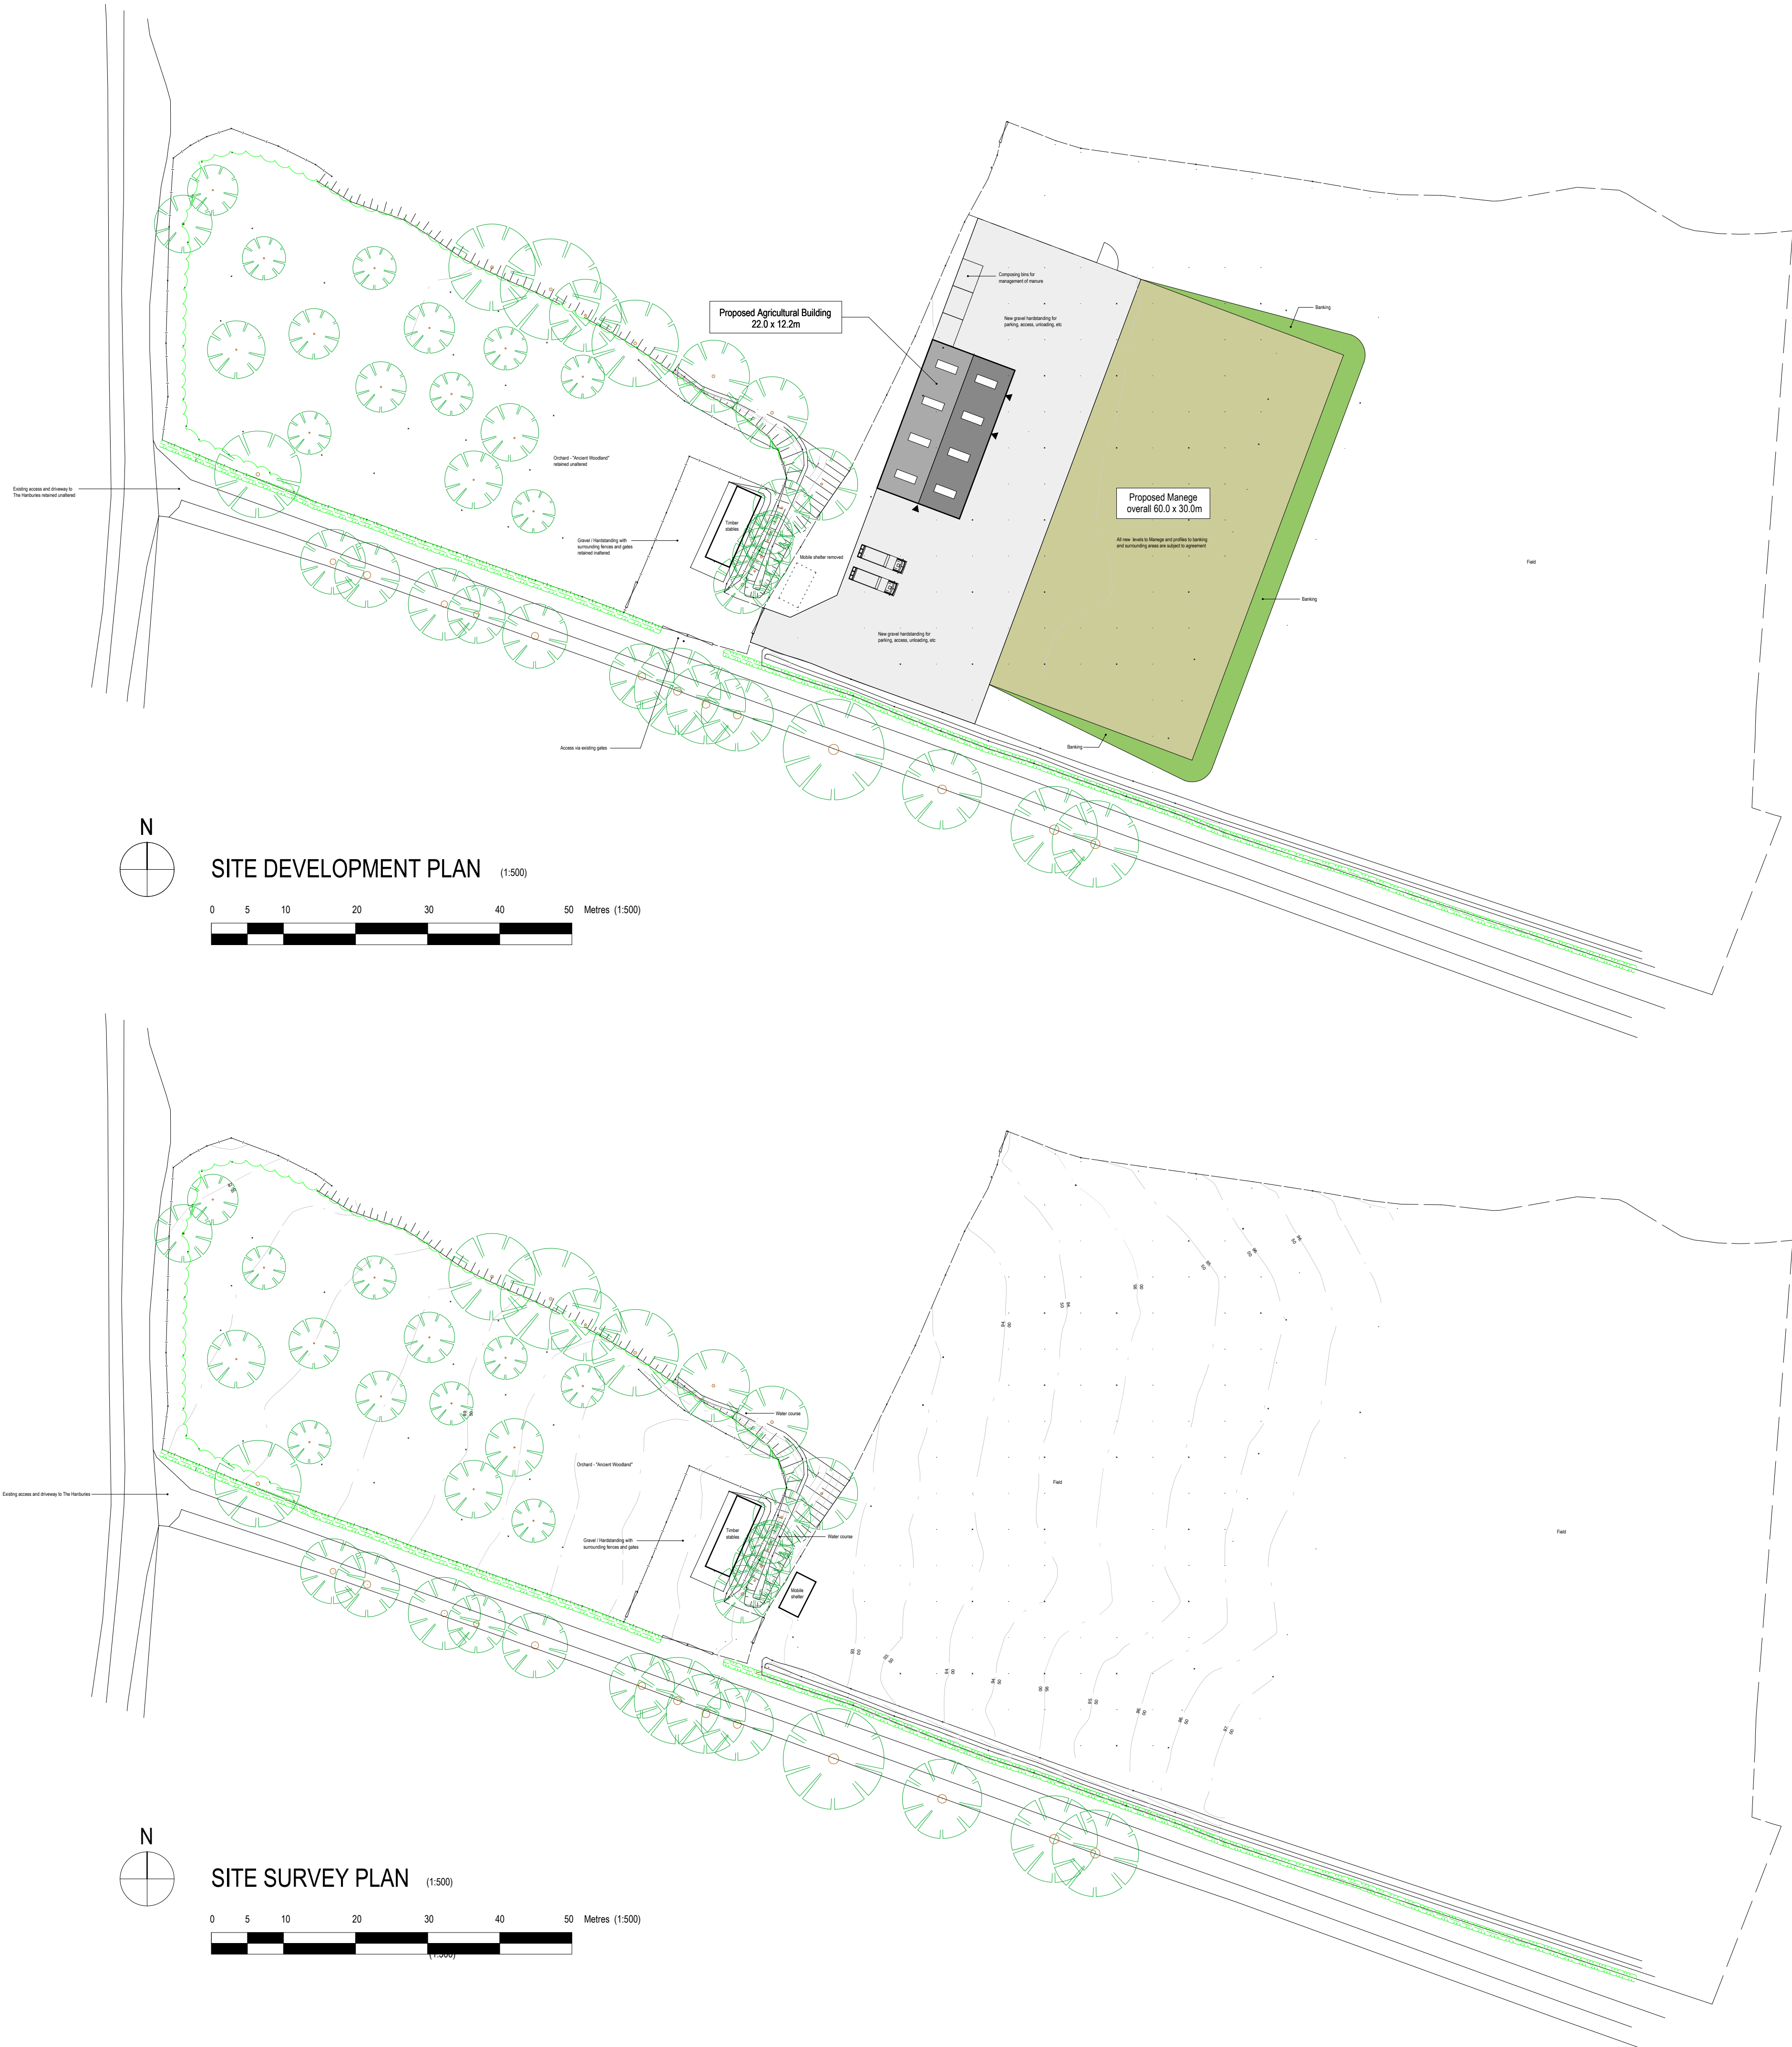 Composing bins for
management of manure
Banking
Proposed Agricultural Building
22.0 x 12.2m
New gravel hardstanding for
parking, access, unloading, etc
Orchard - "Ancient Woodland"
retained unaltered
Existing access and driveway to
The Hanburies retained unaltered
Proposed Manege
overall 60.0 x 30.0m
Timber
stables
Gravel / Hardstanding with
surrounding fences and gates
retained inaltered
All new levels to Manege and profiles to banking
and surrounding areas are subject to agreement
Mobile shelter removed
Field
Banking
New gravel hardstanding for
parking, access, unloading, etc
Access via existing gates
Banking
N
SITE DEVELOPMENT PLAN (1:500)
0 5 10 20 30 40 50 Metres (1:500)
Water course
Orchard - "Ancient Woodland"
Field
Existing access and driveway to The Hanburies
Timber
stables
Gravel / Hardstanding with
surrounding fences and gates
Water course
Field
Mobile
shelter
N
SITE SURVEY PLAN (1:500)
0 5 10 20 30 40 50 Metres (1:500)
(1:500)